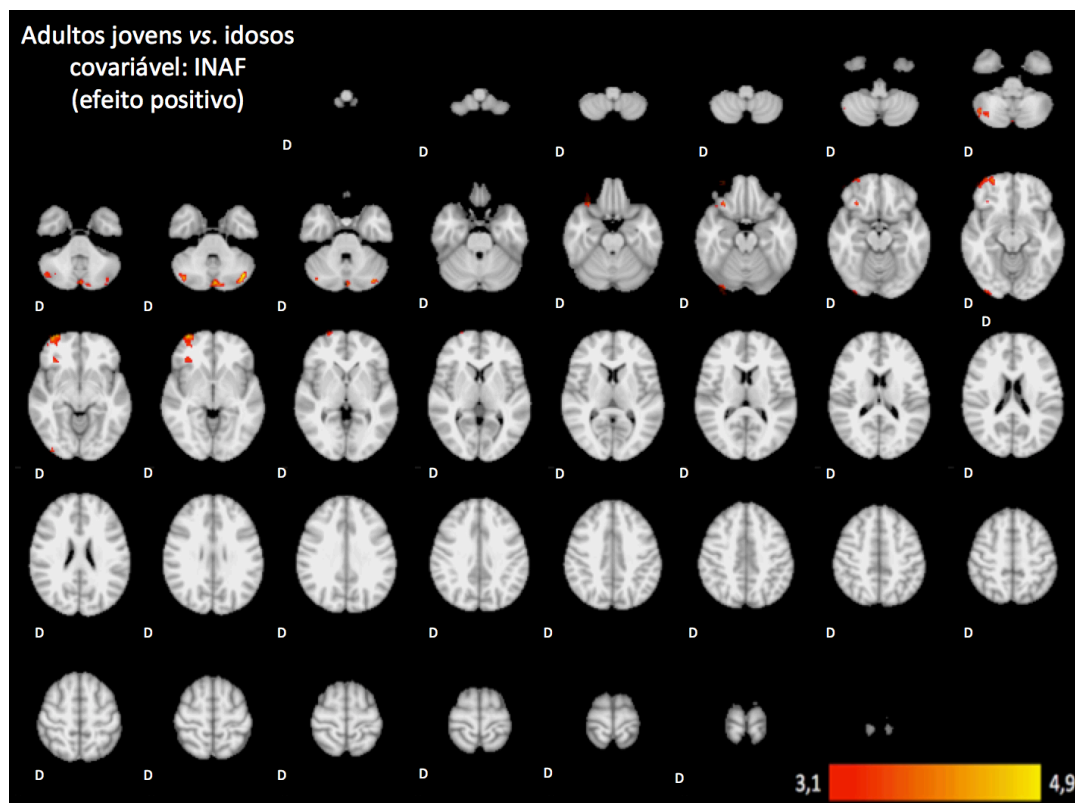 Adultos jovens vs. idosos
covariável: INAF
(efeito positivo)
D D D D D D
D D D D D D D D
D D D D D D D D
D D D D D D D D
D D D D D D
3,1 4,9